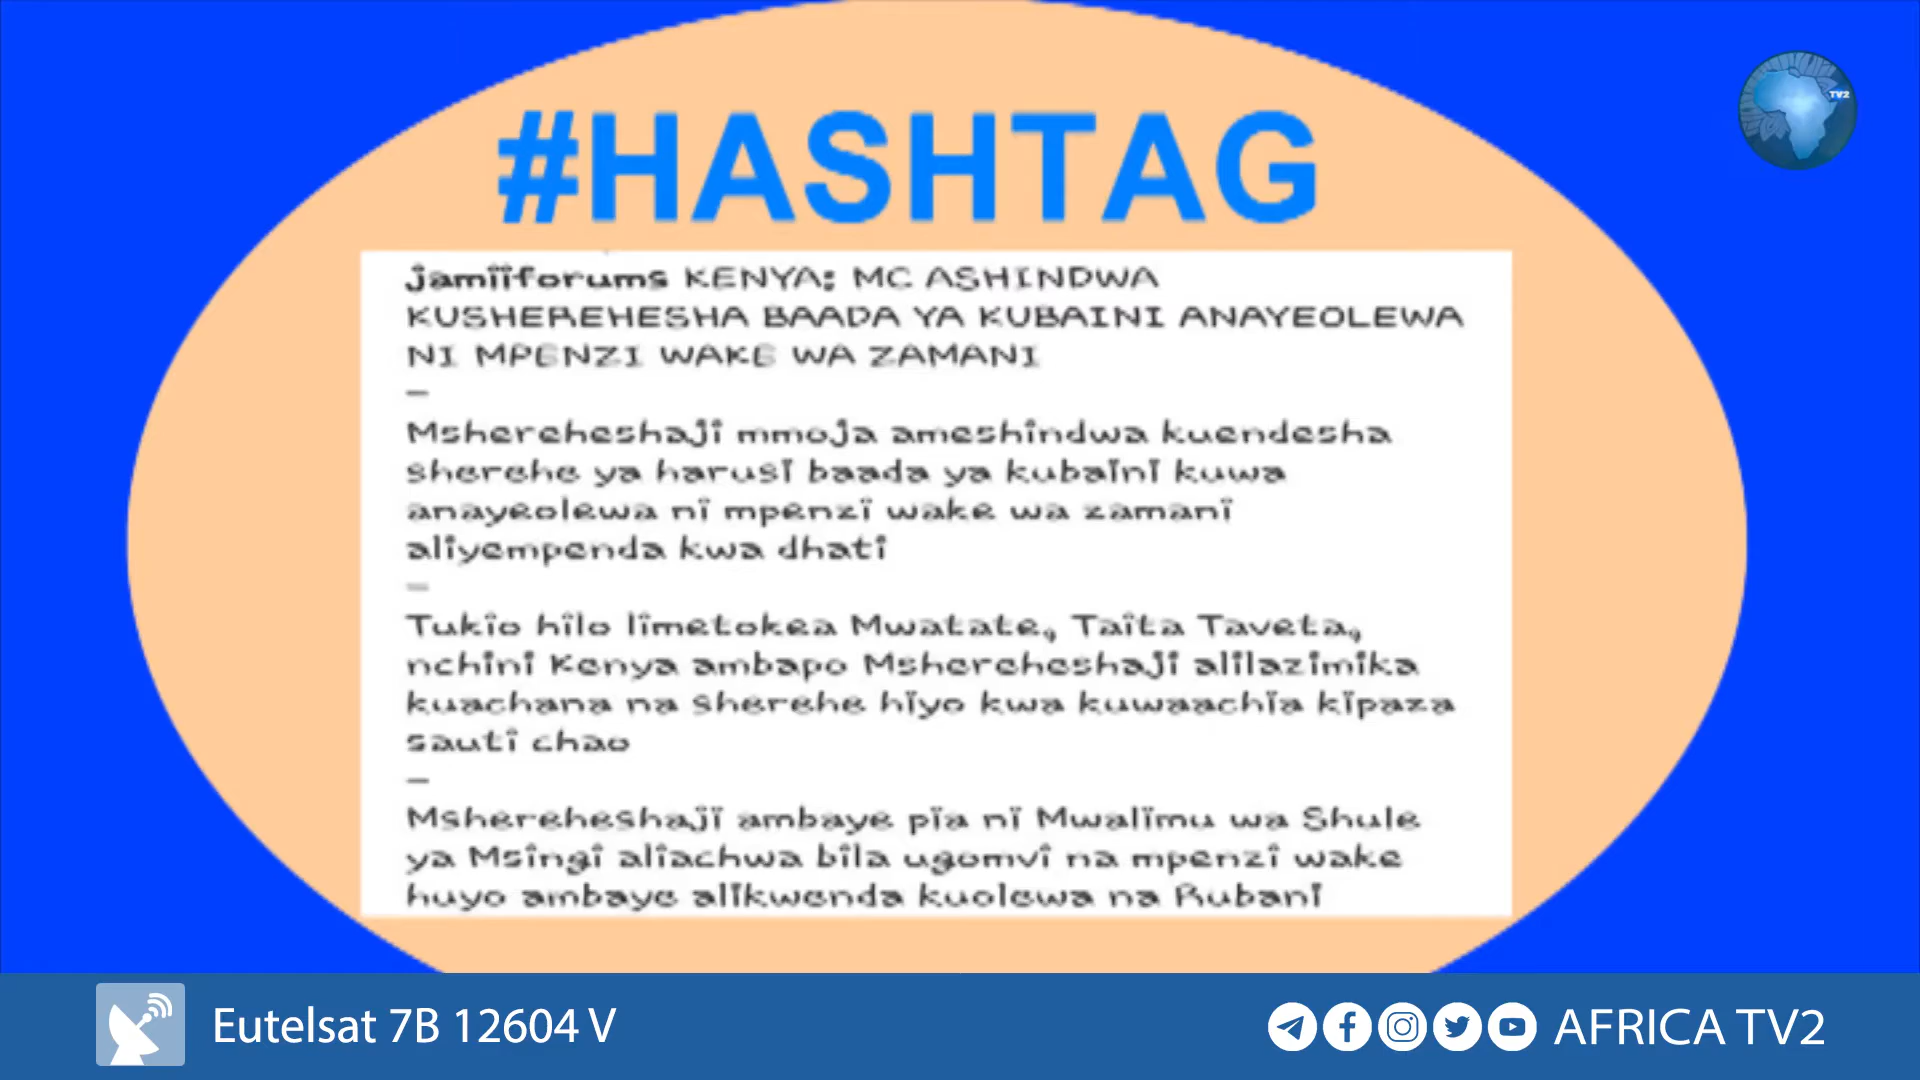 #HASHTAG
TV2
jamiiforums KENYA: MC ASHINDWA
KUSHEREHESHA BAADA YA KUBAINI ANAYEOLEWA
NI MPENZI WAKE WA ZAMANI
–
Mshereheshaji mmoja ameshindwa kuendesha
sherehe ya harusi baada ya kubaini kuwa
anayeolewa ni mpenzi wake wa zamani
aliyempenda kwa dhati
–
Tukio hilo limetokea Mwatate, Taita Taveta,
nchini Kenya ambapo Mshereheshaji alilazimika
kuachana na sherehe hiyo kwa kuwaachia kipaza
sauti chao
–
Mshereheshaji ambaye pia ni Mwalimu wa Shule
ya Msingi aliachwa bila ugomvi na mpenzi wake
huyo ambaye alikwenda kuolewa na Rubani
Eutelsat 7B 12604 V
AFRICA TV2